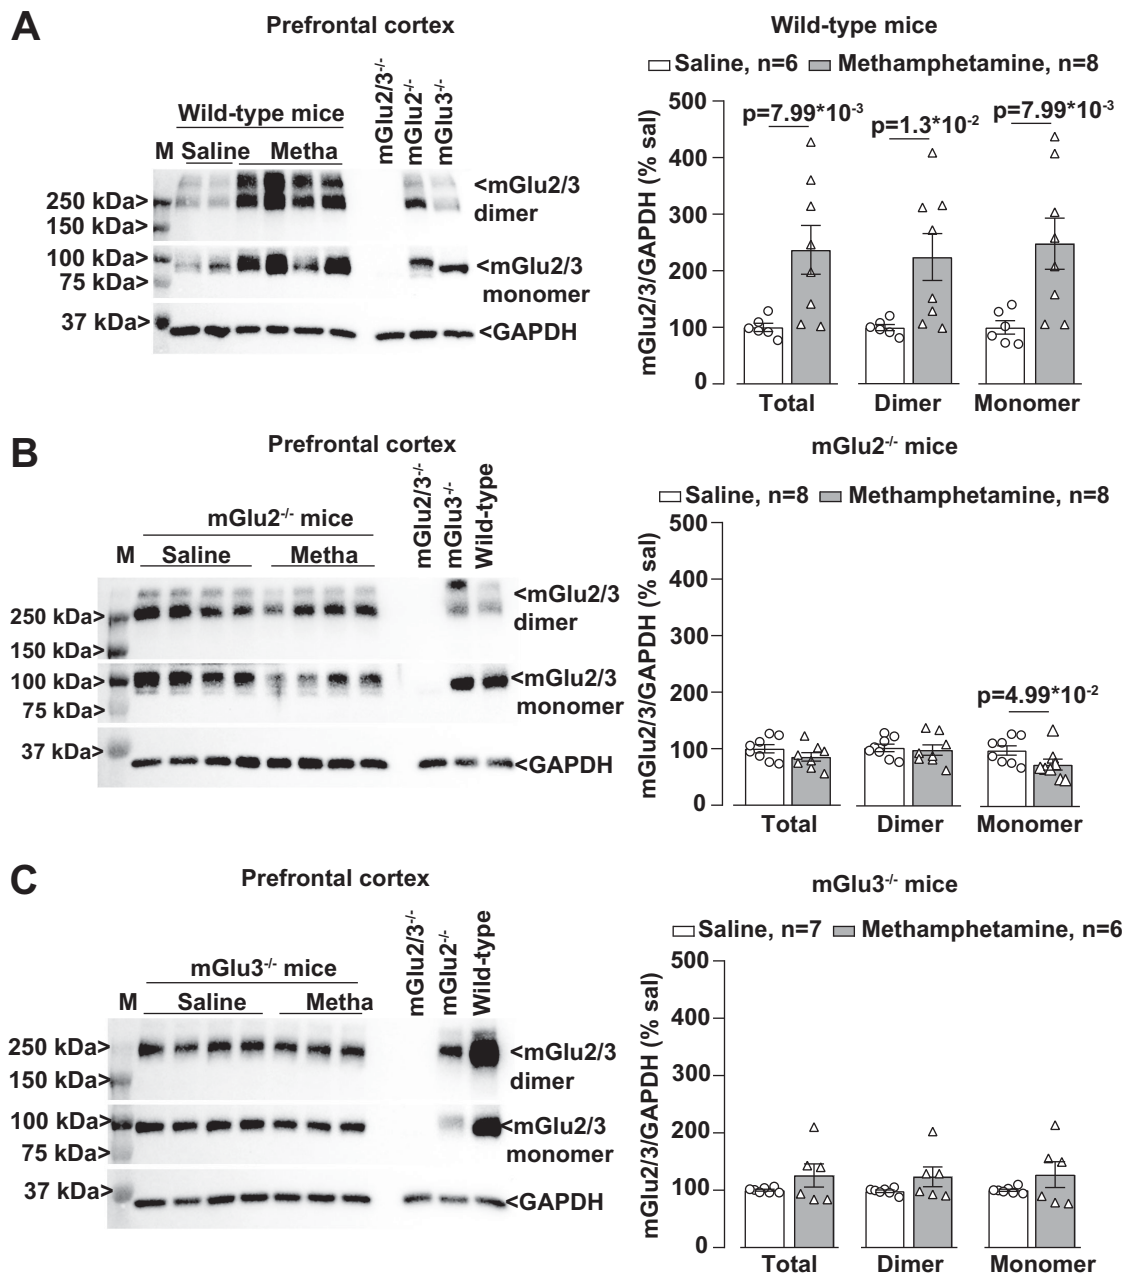 A
Prefrontal cortex
mGlu2/3-/-
mGlu2-/-
mGlu3-/-
Wild-type mice
M Saline Metha
250 kDa>
150 kDa>
<mGlu2/3
dimer
100 kDa>
75 kDa>
<mGlu2/3
monomer
37 kDa>
<GAPDH
Wild-type mice
Saline, n=6 Methamphetamine, n=8
mGlu2/3/GAPDH (% sal)
500
400
300
200
100
0
p=7.99*10-3
p=1.3*10-2
p=7.99*10-3
Total Dimer Monomer
B
Prefrontal cortex
mGlu2/3-/-
mGlu3-/-
Wild-type
mGlu2-/- mice
M Saline Metha
250 kDa>
150 kDa>
<mGlu2/3
dimer
100 kDa>
75 kDa>
<mGlu2/3
monomer
37 kDa>
<GAPDH
mGlu2-/- mice
Saline, n=8 Methamphetamine, n=8
mGlu2/3/GAPDH (% sal)
500
400
300
200
100
0
p=4.99*10-2
Total Dimer Monomer
C
Prefrontal cortex
mGlu2/3-/-
mGlu2-/-
Wild-type
mGlu3-/- mice
M Saline Metha
250 kDa>
150 kDa>
<mGlu2/3
dimer
100 kDa>
75 kDa>
<mGlu2/3
monomer
37 kDa>
<GAPDH
mGlu3-/- mice
Saline, n=7 Methamphetamine, n=6
mGlu2/3/GAPDH (% sal)
500
400
300
200
100
0
Total Dimer Monomer